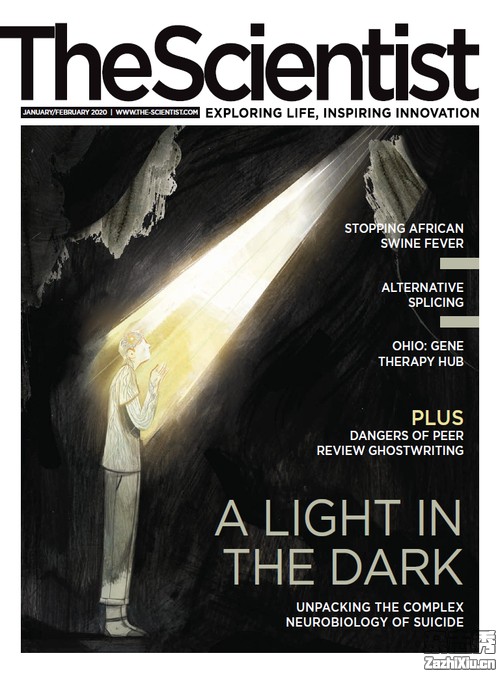 TheScientist
JANUARY/FEBRUARY 2020 | WWW.THE-SCIENTIST.COM
EXPLORING LIFE, INSPIRING INNOVATION
STOPPING AFRICAN
SWINE FEVER
ALTERNATIVE
SPLICING
OHIO: GENE
THERAPY HUB
PLUS
DANGERS OF PEER
REVIEW GHOSTWRITING
A LIGHT IN
THE DARK
UNPACKING THE COMPLEX
NEUROBIOLOGY OF SUICIDE
ZazhiXiu.cn